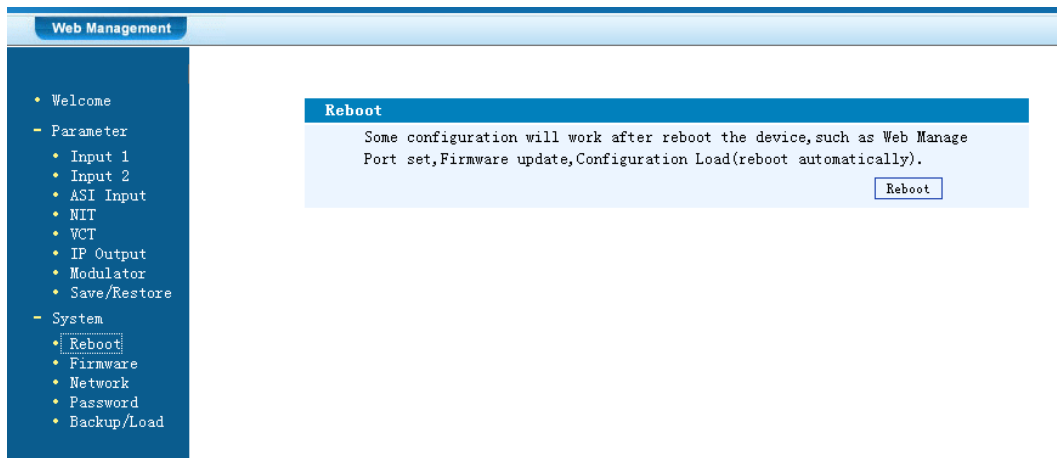 Web Management
Welcome
Parameter
Input 1
Input 2
ASI Input
NIT
VCT
IP Output
Modulator
Save/Restore
System
Reboot
Firmware
Network
Password
Backup/Load
Reboot
Some configuration will work after reboot the device,such as Web Manage
Port set,Firmware update,Configuration Load(reboot automatically).
Reboot